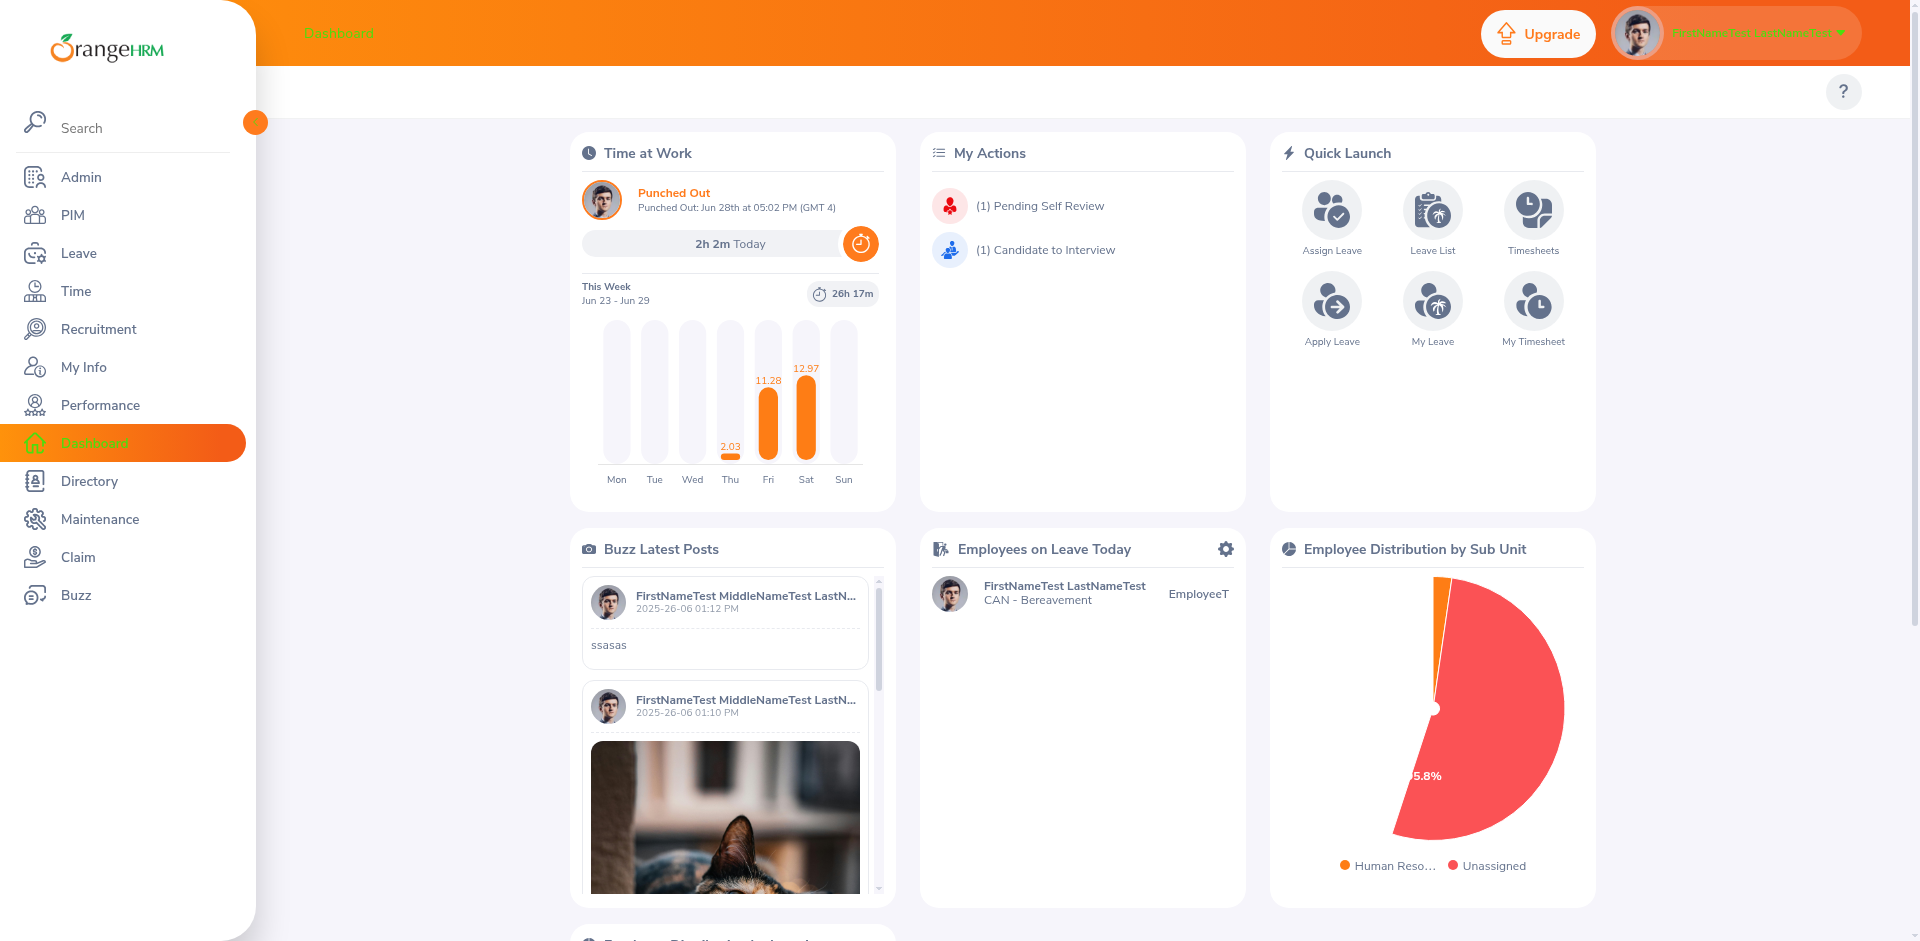 OrangeHRM
Dashboard
Upgrade
FirstNameTest LastNameTest
?
Search
Admin
PIM
Leave
Time
Recruitment
My Info
Performance
Dashboard
Directory
Maintenance
Claim
Buzz
Time at Work
Punched Out
Punched Out: Jun 28th at 05:02 PM (GMT 4)
2h 2m Today
This Week
Jun 23 - Jun 29
26h 17m
2.03
11.28
12.97
Mon Tue Wed Thu Fri Sat Sun
My Actions
(1) Pending Self Review
(1) Candidate to Interview
Quick Launch
Assign Leave
Leave List
Timesheets
Apply Leave
My Leave
My Timesheet
Buzz Latest Posts
FirstNameTest MiddleNameTest LastN...
2025-26-06 01:12 PM
ssasas
FirstNameTest MiddleNameTest LastN...
2025-26-06 01:10 PM
Employees on Leave Today
FirstNameTest LastNameTest
CAN - Bereavement
EmployeeT
Employee Distribution by Sub Unit
5.8%
Human Reso...
Unassigned